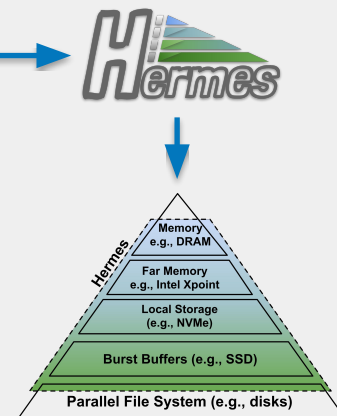 Hermes
Hermes
Memory
e.g., DRAM
Far Memory
e.g., Intel Xpoint
Local Storage
(e.g., NVMe)
Burst Buffers (e.g., SSD)
Parallel File System (e.g., disks)